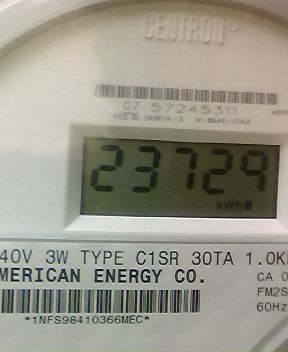 CENTRON®
07 57245311
23729
kWh
40V 3W TYPE C1SR 30TA 1.0K
MERICAN ENERGY CO.
CA 0
FM2S
60Hz
*1NFS98410366MEC*